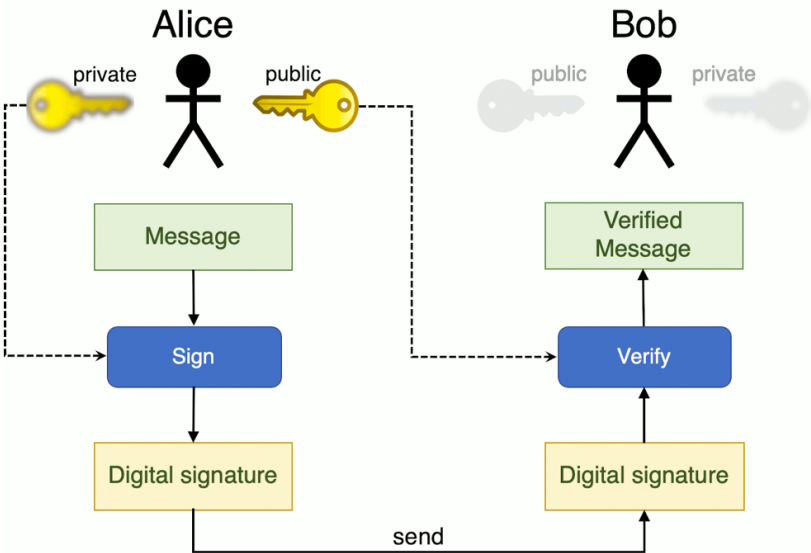 Alice
Bob
private
public
public
private
Message
Verified
Message
Sign
Verify
Digital signature
Digital signature
send